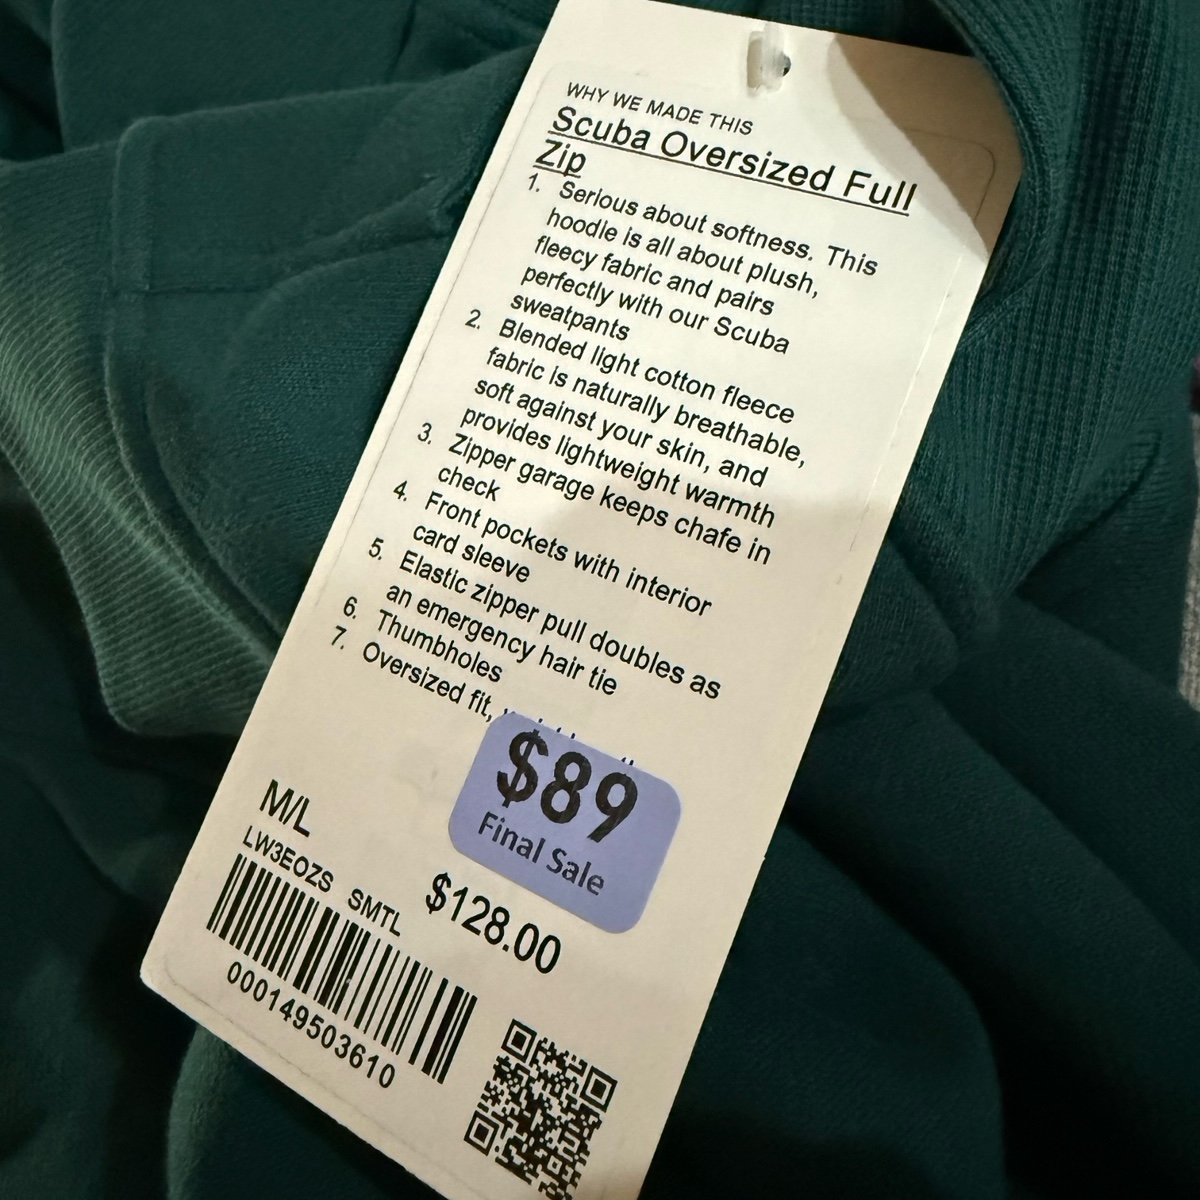 WHY WE MADE THIS
Scuba Oversized Full
Zip
1. Serious about softness. This
hoodie is all about plush,
fleecy fabric and pairs
perfectly with our Scuba
sweatpants
2. Blended light cotton fleece
fabric is naturally breathable,
soft against your skin, and
provides lightweight warmth
3. Zipper garage keeps chafe in
check
4. Front pockets with interior
card sleeve
5. Elastic zipper pull doubles as
an emergency hair tie
6. Thumbholes
7. Oversized fit,
$89
Final Sale
M/L
LW3EOZS SMTL
$128.00
000149503610